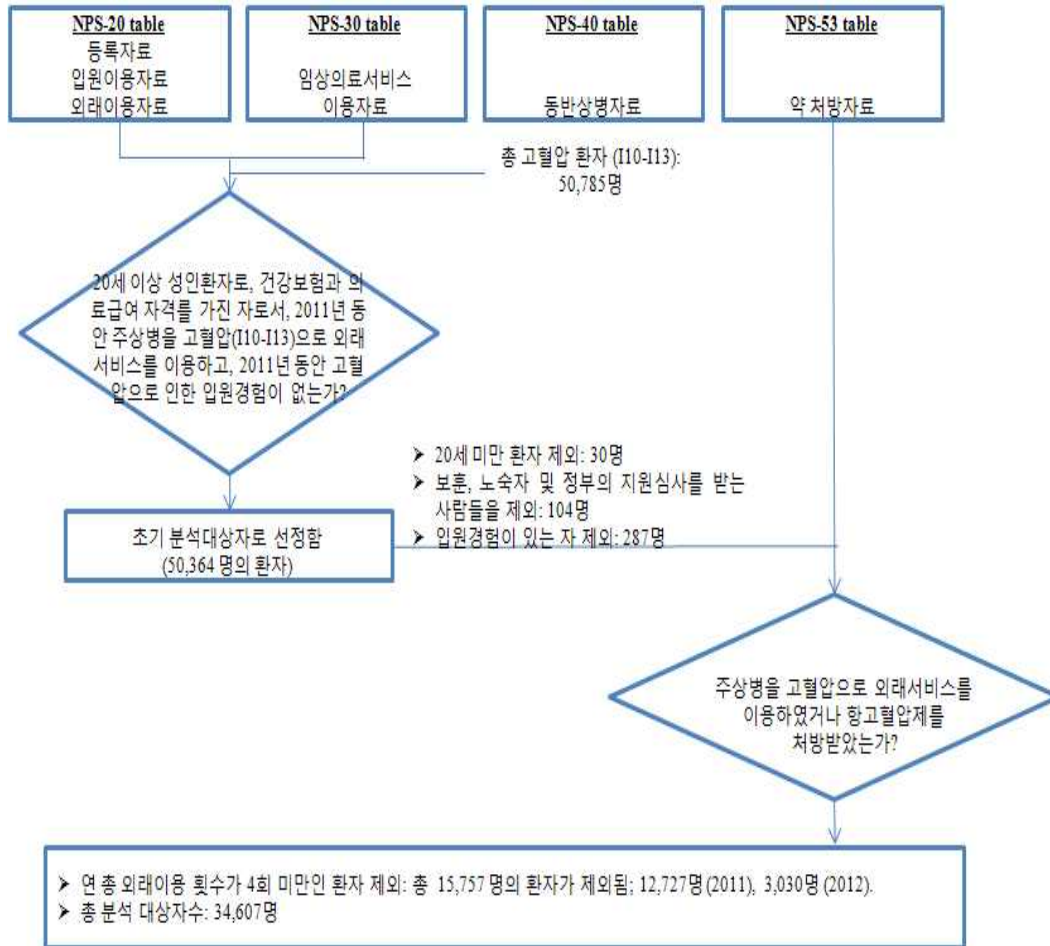 NPS-20 table
등록자료
입원이용자료
외래이용자료
NPS-30 table
임상의료서비스
이용자료
NPS-40 table
동반상병자료
NPS-53 table
약 처방자료
총 고혈압 환자 (I10-I13):
50,785명
20세 이상 성인환자로, 건강보험과 의
료급여 자격를 가진 자로서, 2011년 동
안 주상병을 고혈압(I10-I13)으로 외래
서비스를 이용하고, 2011년 동안 고혈
압으로 인한 입원경험이 없는가?
➤ 20세 미만 환자 제외: 30명
➤ 보훈, 노숙자 및 정부의 지원심사를 받는
사람들을 제외: 104명
➤ 입원경험이 있는 자 제외: 287명
초기 분석대상자로 선정함
(50,364 명의 환자)
주상병을 고혈압으로 외래서비스를
이용하였거나 항고혈압제를
처방받았는가?
➤ 연 총 외래이용 횟수가 4회 미만인 환자 제외: 총 15,757명의 환자가 제외됨; 12,727명(2011), 3,030명(2012).
➤ 총 분석 대상자수: 34,607명